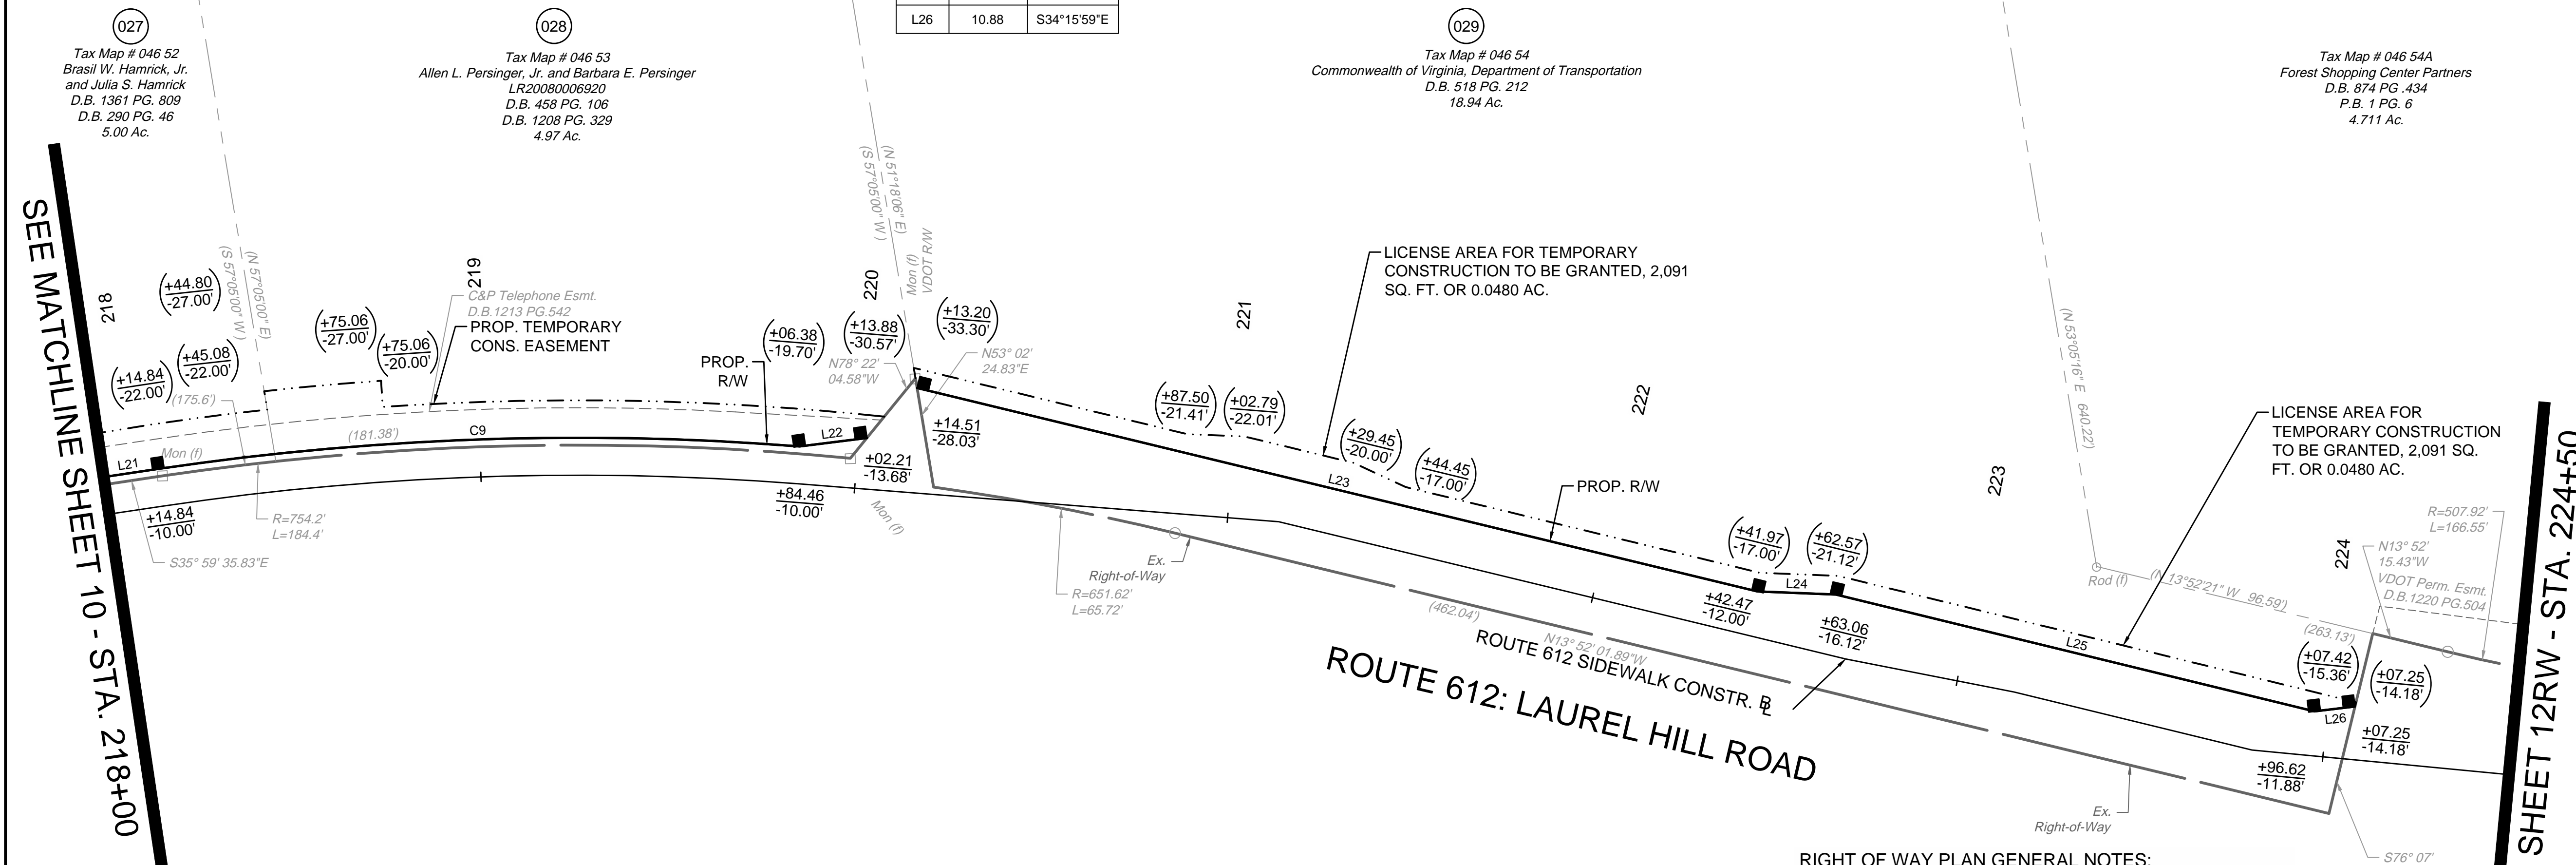 027
Tax Map # 046 52
Brasil W. Hamrick, Jr.
and Julia S. Hamrick
D.B. 1361 PG. 809
D.B. 290 PG. 46
5.00 Ac.
028
Tax Map # 046 53
Allen L. Persinger, Jr. and Barbara E. Persinger
LR20080006920
D.B. 458 PG. 106
D.B. 1208 PG. 329
4.97 Ac.
L26 10.88 S34°15'59"E
029
Tax Map # 046 54
Commonwealth of Virginia, Department of Transportation
D.B. 518 PG. 212
18.94 Ac.
Tax Map # 046 54A
Forest Shopping Center Partners
D.B. 874 PG .434
P.B. 1 PG. 6
4.711 Ac.
SEE MATCHLINE SHEET 10 - STA. 218+00
218
(+44.80
-27.00')
(+45.08
-22.00')
(+14.84
-22.00')
(175.6')
(S 57°05'00" W )
(N 57°05'00" E)
(+75.06
-27.00')
(+75.06
-20.00')
219
C&P Telephone Esmt.
D.B.1213 PG.542
PROP. TEMPORARY
CONS. EASEMENT
(181.38')
C9
L21
Mon (f)
+14.84
-10.00'
S35° 59' 35.83"E
R=754.2'
L=184.4'
PROP.
R/W
(+06.38
-19.70')
(+13.88
-30.57')
220
N78° 22'
04.58"W
L22
+84.46
-10.00'
+02.21
-13.68'
Mon (f)
(S 57°05'00" W )
(N 51°18'06" E)
Mon (f)
VDOT R/W
(+13.20
-33.30')
N53° 02'
24.83"E
+14.51
-28.03'
R=651.62'
L=65.72'
Ex.
Right-of-Way
221
(+87.50
-21.41')
(+02.79
-22.01')
LICENSE AREA FOR TEMPORARY
CONSTRUCTION TO BE GRANTED, 2,091
SQ. FT. OR 0.0480 AC.
(+29.45
-20.00')
(+44.45
-17.00')
L23
PROP. R/W
222
(462.04')
N13° 52' 01.89"W
ROUTE 612 SIDEWALK CONSTR. BL
ROUTE 612: LAUREL HILL ROAD
(+41.97
-17.00')
(+62.57
-21.12')
L24
+42.47
-12.00'
+63.06
-16.12'
223
(N 53°05'16" E 640.22')
Rod (f)
(N 13°52'21" W 96.59')
LICENSE AREA FOR
TEMPORARY CONSTRUCTION
TO BE GRANTED, 2,091 SQ.
FT. OR 0.0480 AC.
L25
224
R=507.92'
L=166.55'
N13° 52'
15.43"W
VDOT Perm. Esmt.
D.B.1220 PG.504
(263.13')
(+07.42
-15.36')
(+07.25
-14.18')
L26
+07.25
-14.18'
+96.62
-11.88'
Ex.
Right-of-Way
S76° 07'
SHEET 12RW - STA. 224+50
RIGHT OF WAY PLAN GENERAL NOTES: